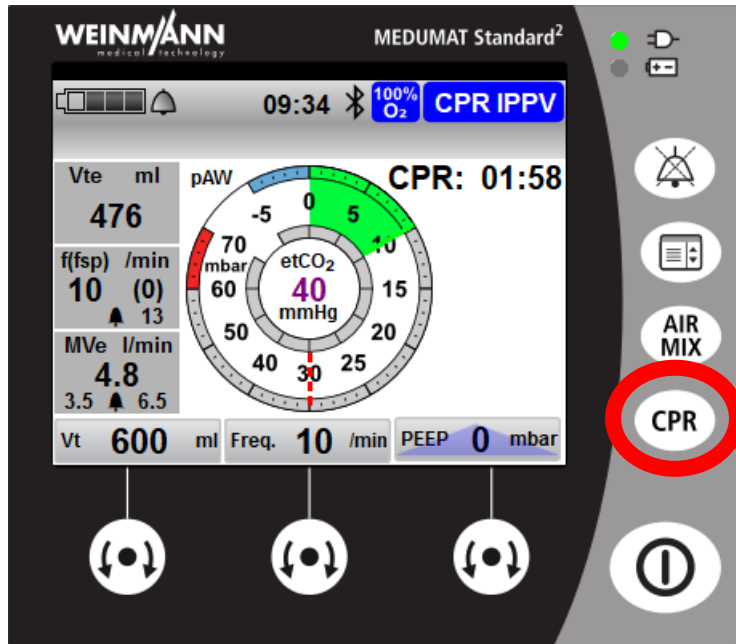 WEINMANN
medical technology
MEDUMAT Standard²
09:34 100% O₂ CPR IPPV
Vte ml
476
pAW
CPR: 01:58
f(fsp) /min
10 (0)
13
MVe l/min
4.8
3.5 6.5
-5 0 5 10 15 20 25 30 40 50 60 70
mbar
etCO₂
40
mmHg
Vt 600 ml Freq. 10 /min PEEP 0 mbar
AIR
MIX
CPR